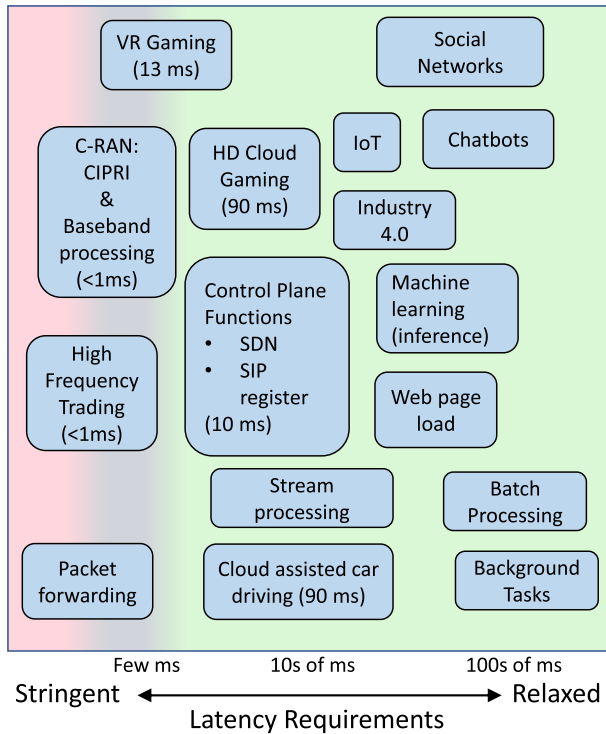 VR Gaming
(13 ms)
Social
Networks
C-RAN:
CIPRI
&
Baseband
processing
(<1ms)
HD Cloud
Gaming
(90 ms)
IoT
Chatbots
Industry
4.0
Control Plane
Functions
• SDN
• SIP
register
(10 ms)
Machine
learning
(inference)
High
Frequency
Trading
(<1ms)
Web page
load
Stream
processing
Batch
Processing
Packet
forwarding
Cloud assisted car
driving (90 ms)
Background
Tasks
Few ms
10s of ms
100s of ms
Stringent
Relaxed
Latency Requirements